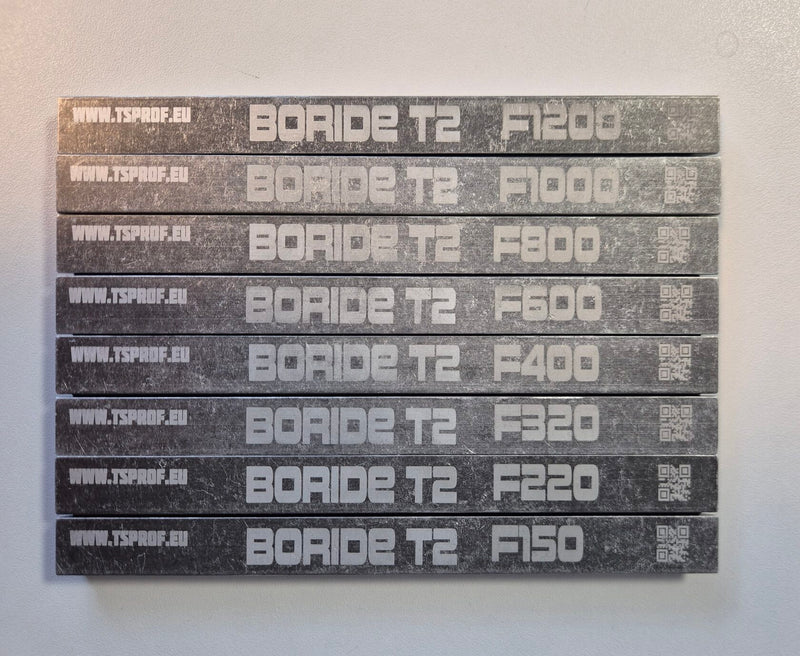 WWW.TSPROF.EU BORIDE T2 F1200
WWW.TSPROF.EU BORIDE T2 F1000
WWW.TSPROF.EU BORIDE T2 F800
WWW.TSPROF.EU BORIDE T2 F600
WWW.TSPROF.EU BORIDE T2 F400
WWW.TSPROF.EU BORIDE T2 F320
WWW.TSPROF.EU BORIDE T2 F220
WWW.TSPROF.EU BORIDE T2 F150